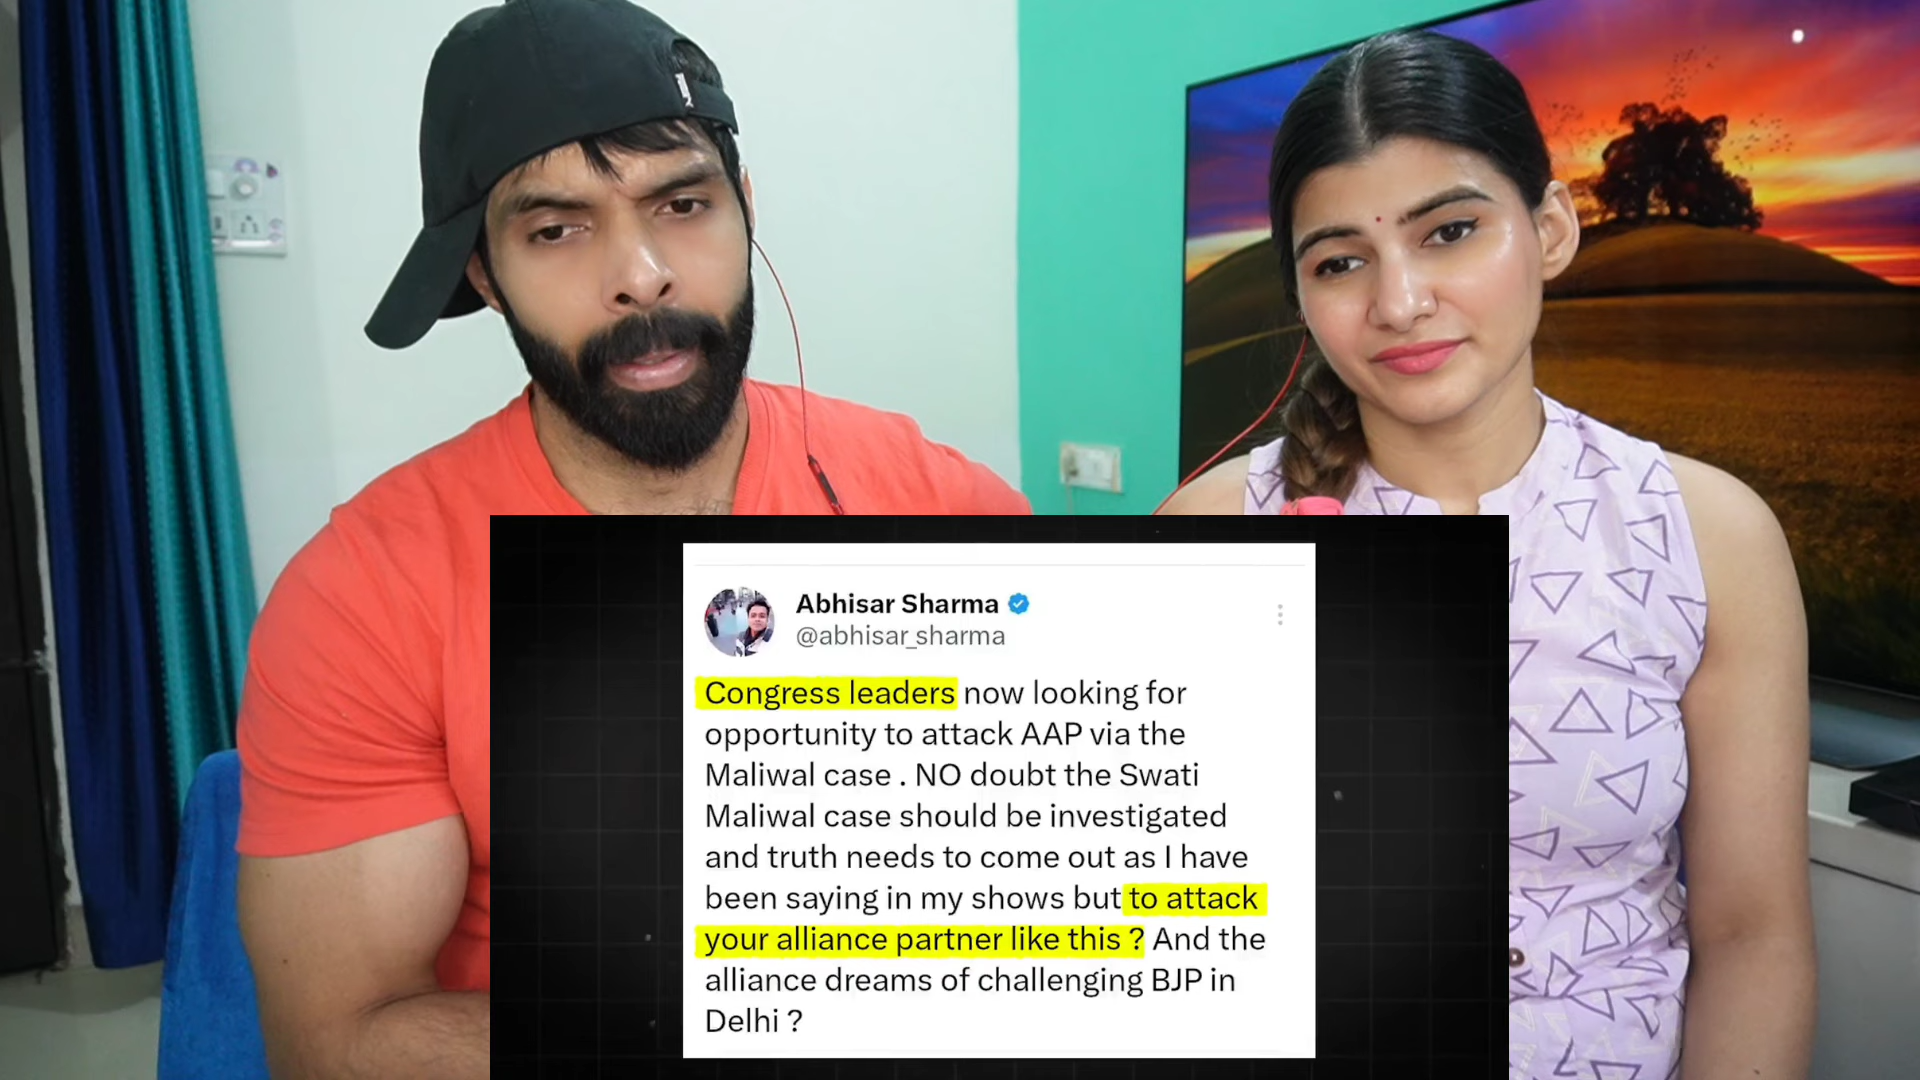 Abhisar Sharma
@abhisar_sharma
Congress leaders now looking for
opportunity to attack AAP via the
Maliwal case . NO doubt the Swati
Maliwal case should be investigated
and truth needs to come out as I have
been saying in my shows but to attack
your alliance partner like this ? And the
alliance dreams of challenging BJP in
Delhi ?